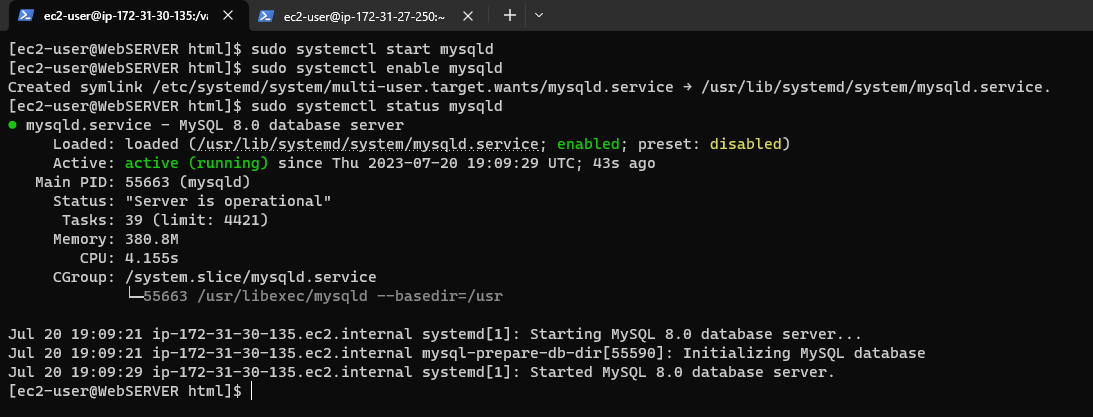 ec2-user@ip-172-31-30-135:/va
ec2-user@ip-172-31-27-250:~
[ec2-user@WebSERVER html]$ sudo systemctl start mysqld
[ec2-user@WebSERVER html]$ sudo systemctl enable mysqld
Created symlink /etc/systemd/system/multi-user.target.wants/mysqld.service → /usr/lib/systemd/system/mysqld.service.
[ec2-user@WebSERVER html]$ sudo systemctl status mysqld
● mysqld.service - MySQL 8.0 database server
Loaded: loaded (/usr/lib/systemd/system/mysqld.service; enabled; preset: disabled)
Active: active (running) since Thu 2023-07-20 19:09:29 UTC; 43s ago
Main PID: 55663 (mysqld)
Status: "Server is operational"
Tasks: 39 (limit: 4421)
Memory: 380.8M
CPU: 4.155s
CGroup: /system.slice/mysqld.service
└─55663 /usr/libexec/mysqld --basedir=/usr
Jul 20 19:09:21 ip-172-31-30-135.ec2.internal systemd[1]: Starting MySQL 8.0 database server...
Jul 20 19:09:21 ip-172-31-30-135.ec2.internal mysql-prepare-db-dir[55590]: Initializing MySQL database
Jul 20 19:09:29 ip-172-31-30-135.ec2.internal systemd[1]: Started MySQL 8.0 database server.
[ec2-user@WebSERVER html]$